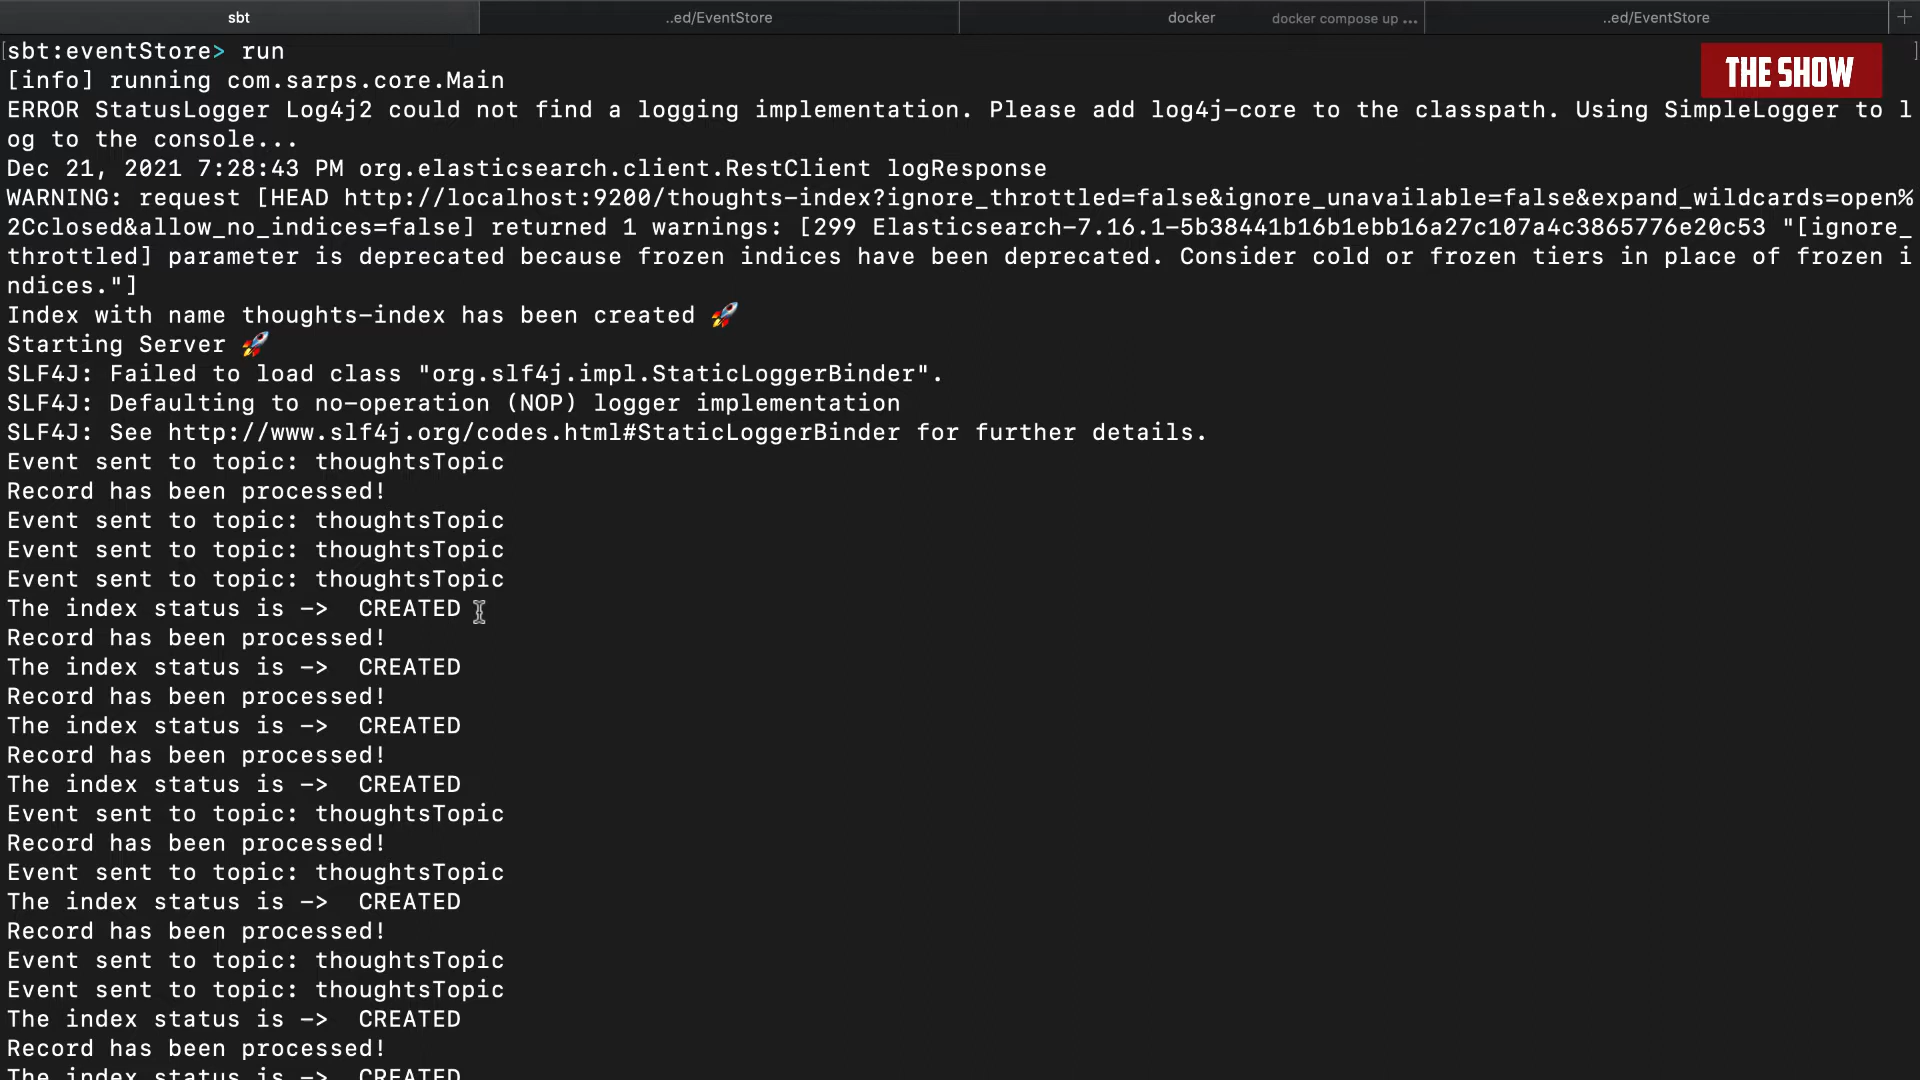 sbt
..ed/EventStore
docker
docker compose up ...
..ed/EventStore
+
[sbt:eventStore> run ]
THE SHOW
[info] running com.sarps.core.Main
ERROR StatusLogger Log4j2 could not find a logging implementation. Please add log4j-core to the classpath. Using SimpleLogger to l
og to the console...
Dec 21, 2021 7:28:43 PM org.elasticsearch.client.RestClient logResponse
WARNING: request [HEAD http://localhost:9200/thoughts-index?ignore_throttled=false&ignore_unavailable=false&expand_wildcards=open%
2Cclosed&allow_no_indices=false] returned 1 warnings: [299 Elasticsearch-7.16.1-5b38441b16b1ebb16a27c107a4c3865776e20c53 "[ignore_
throttled] parameter is deprecated because frozen indices have been deprecated. Consider cold or frozen tiers in place of frozen i
ndices."]
Index with name thoughts-index has been created 🚀
Starting Server 🚀
SLF4J: Failed to load class "org.slf4j.impl.StaticLoggerBinder".
SLF4J: Defaulting to no-operation (NOP) logger implementation
SLF4J: See http://www.slf4j.org/codes.html#StaticLoggerBinder for further details.
Event sent to topic: thoughtsTopic
Record has been processed!
Event sent to topic: thoughtsTopic
Event sent to topic: thoughtsTopic
Event sent to topic: thoughtsTopic
The index status is ->  CREATED
Record has been processed!
The index status is ->  CREATED
Record has been processed!
The index status is ->  CREATED
Record has been processed!
The index status is ->  CREATED
Event sent to topic: thoughtsTopic
Record has been processed!
Event sent to topic: thoughtsTopic
The index status is ->  CREATED
Record has been processed!
Event sent to topic: thoughtsTopic
Event sent to topic: thoughtsTopic
The index status is ->  CREATED
Record has been processed!
The index status is ->  CREATED